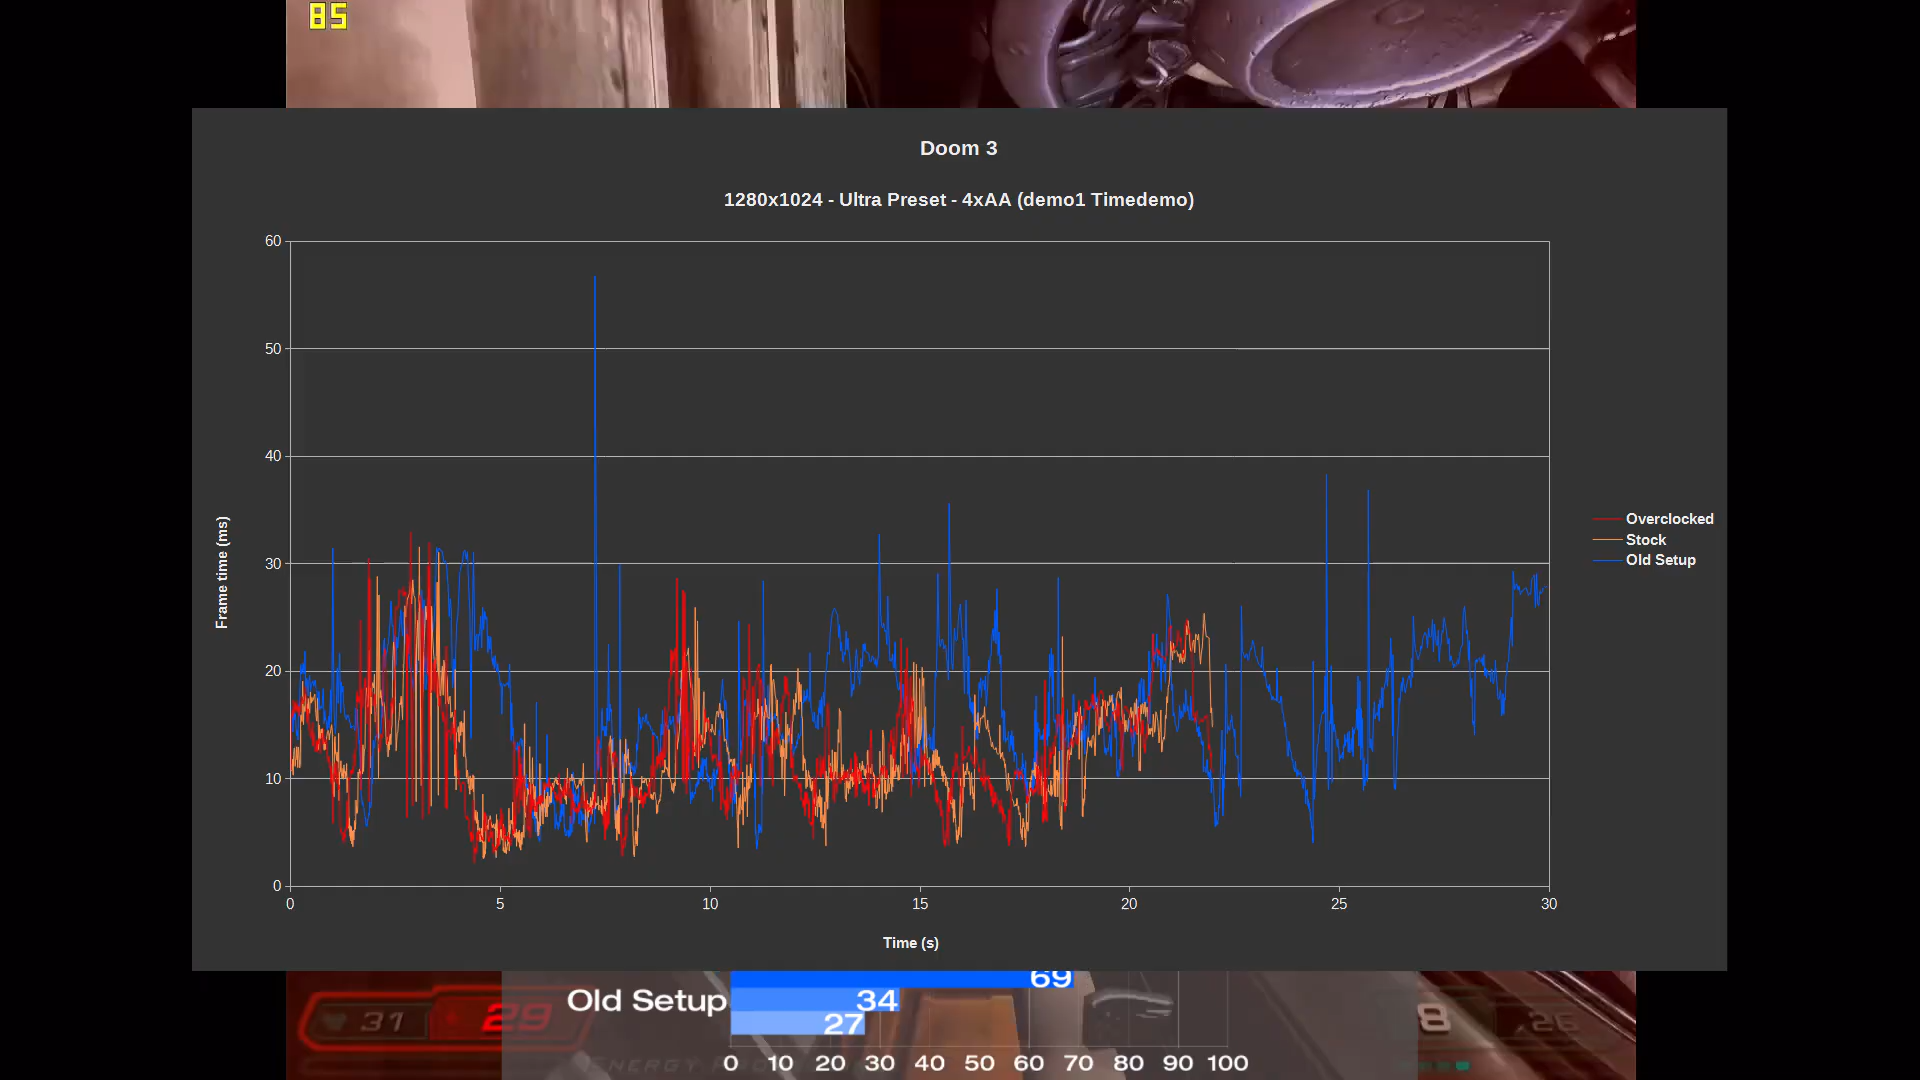 85
Doom 3
1280x1024 - Ultra Preset - 4xAA (demo1 Timedemo)
60
50
40
30
20
10
0
Frame time (ms)
0 5 10 15 20 25 30
Time (s)
Overclocked
Stock
Old Setup
69
Old Setup 34
27
0 10 20 30 40 50 60 70 80 90 100
31 29
8 26
ENERGY